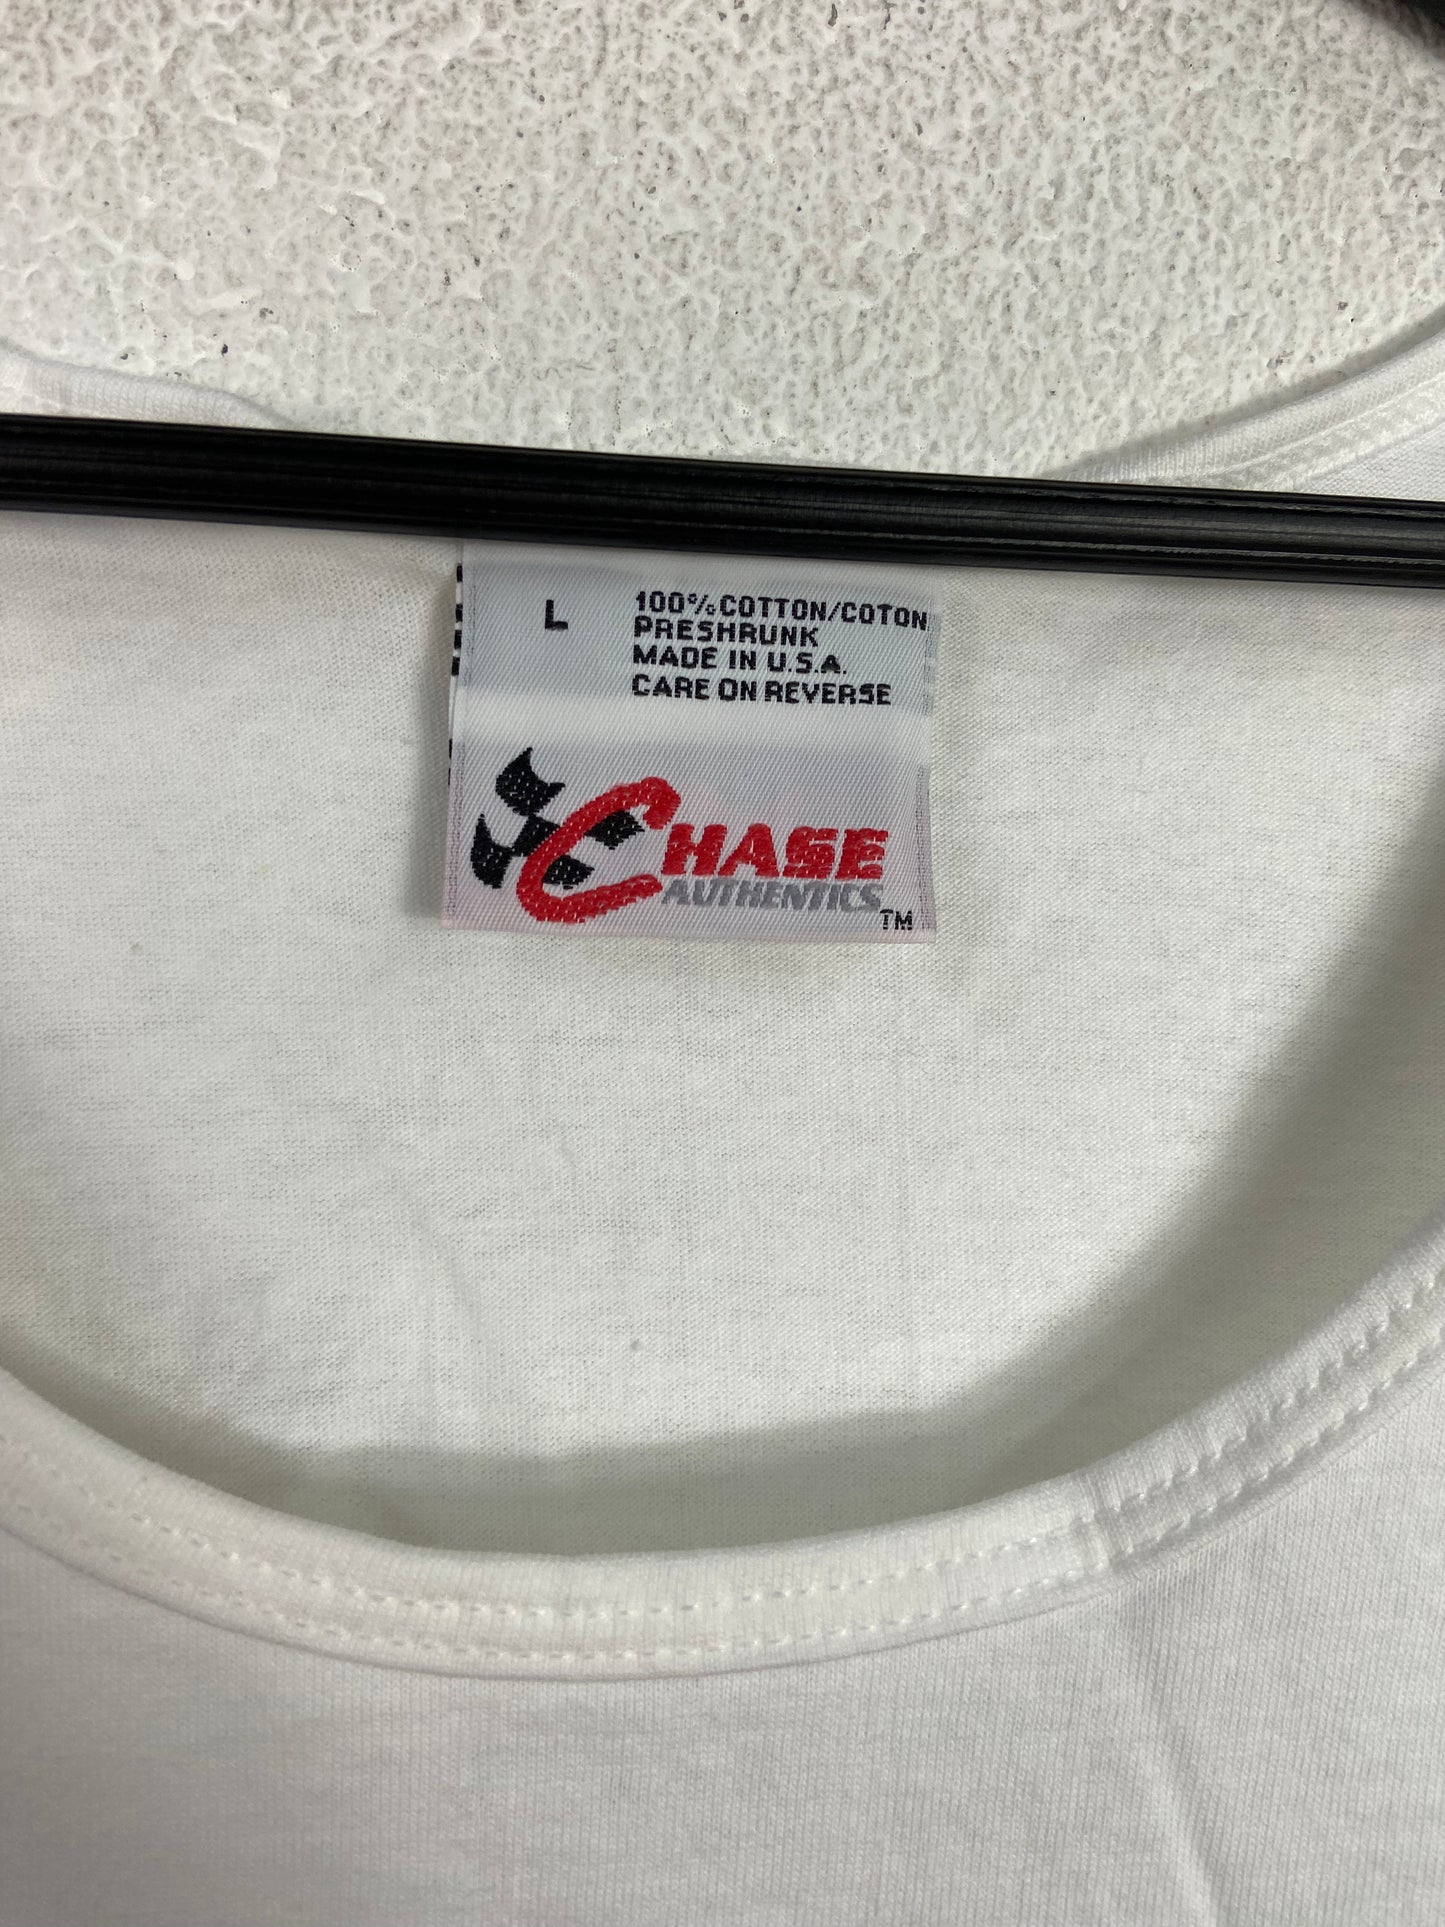 L
100% COTTON/COTON
PRESHRUNK
MADE IN U.S.A.
CARE ON REVERSE
CHASE
AUTHENTICS
TM